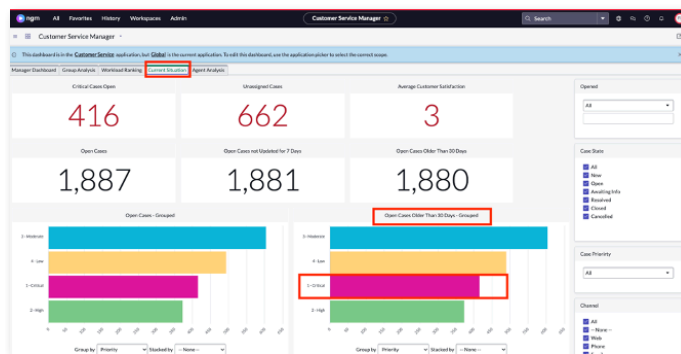 ngm All Favorites History Workspaces Admin Customer Service Manager ☆ Search
Customer Service Manager
This dashboard is in the Customer Service application, but Global is the current application. To edit this dashboard, use the application picker to select the correct scope.
Manager Dashboard Group Analysis Workload Ranking Current Situation Agent Analysis
Critical Cases Open Unassigned Cases Average Customer Satisfaction Opened
416 662 3
All
Open Cases Open Cases not Updated for 7 Days Open Cases Older Than 30 Days Case State
1,887 1,881 1,880
All
New
Open
Awaiting Info
Resolved
Closed
Cancelled
Open Cases - Grouped Open Cases Older Than 30 Days - Grouped
3 - Moderate 3 - Moderate
Case Priority
4 - Low 4 - Low
All
1 - Critical 1 - Critical
2 - High 2 - High
Channel
All
-- None --
Web
Phone
Group by Priority Stacked by -- None -- Group by Priority Stacked by -- None --